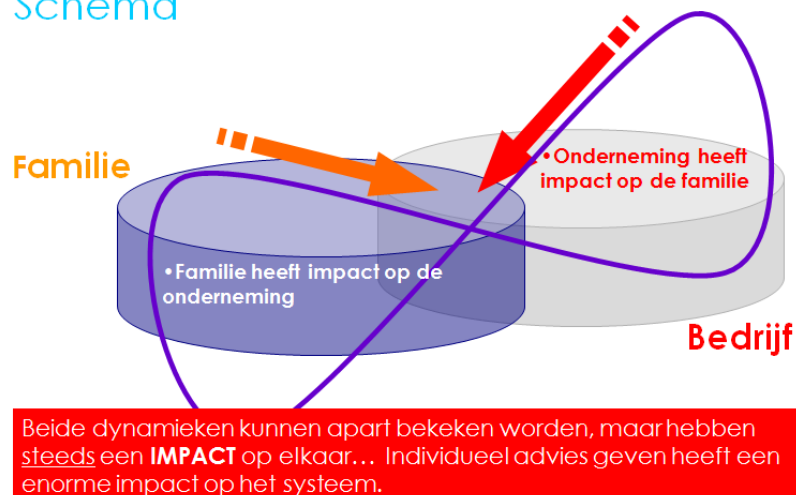 Schema
Familie
•Onderneming heeft
impact op de familie
•Familie heeft impact op de
onderneming
Bedrijf
Beide dynamieken kunnen apart bekeken worden, maar hebben
steeds een IMPACT op elkaar... Individueel advies geven heeft een
enorme impact op het systeem.